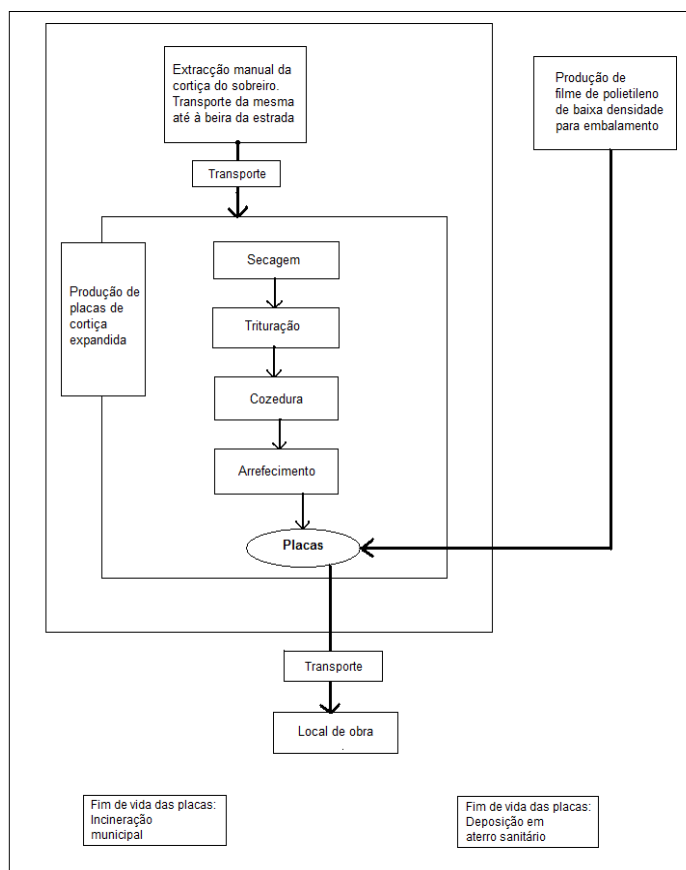 Extracção manual da
cortiça do sobreiro.
Transporte da mesma
até à beira da estrada
Produção de
filme de polietileno
de baixa densidade
para embalamento
Transporte
Produção de
placas de
cortiça
expandida
Secagem
Trituração
Cozedura
Arrefecimento
Placas
Transporte
Local de obra
Fim de vida das placas:
Incineração
municipal
Fim de vida das placas:
Deposição em
aterro sanitário